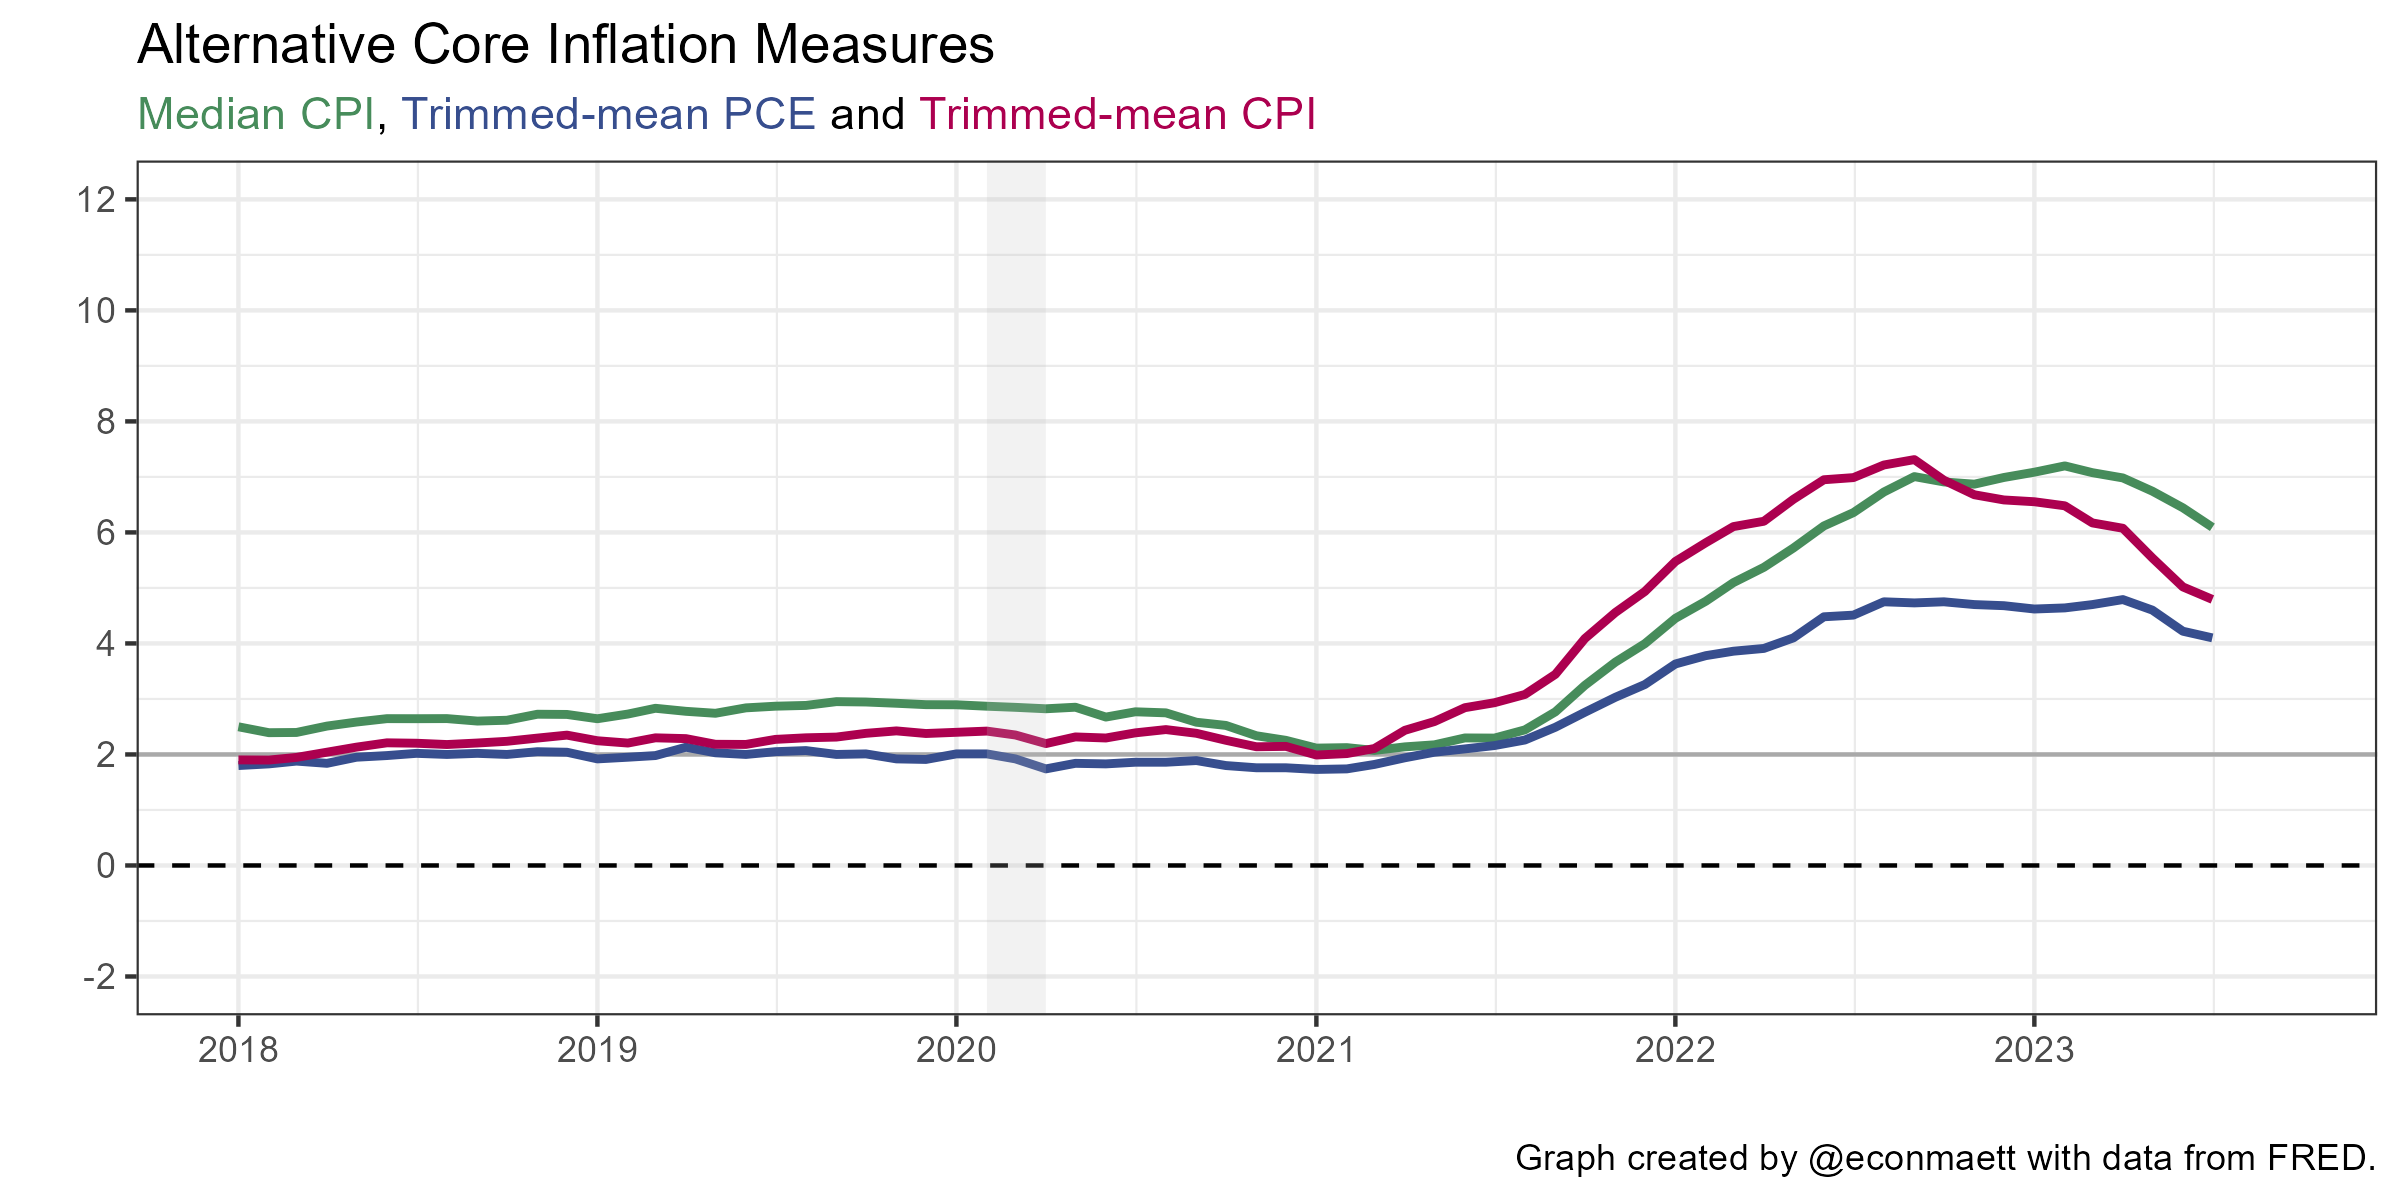 Alternative Core Inflation Measures
Median CPI, Trimmed-mean PCE and Trimmed-mean CPI
12
10
8
6
4
2
0
-2
2018 2019 2020 2021 2022 2023
Graph created by @econmaett with data from FRED.